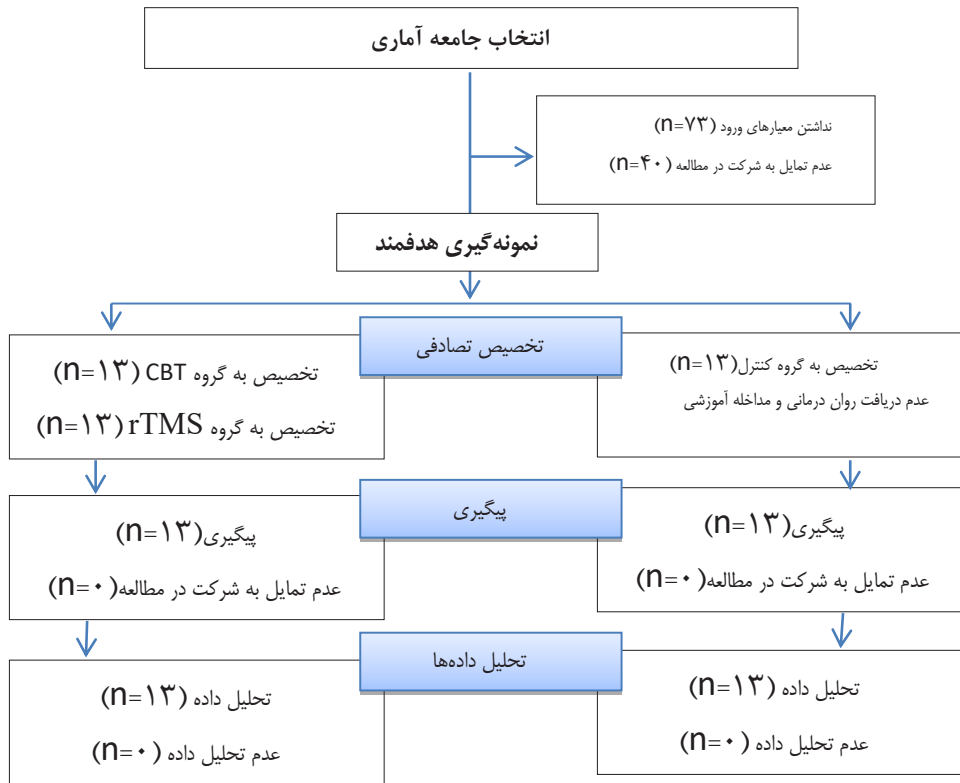 انتخاب جامعه آماری
نداشتن معیارهای ورود (n=۷۳)
عدم تمایل به شرکت در مطالعه (n=۴۰)
نمونه‌گیری هدفمند
تخصیص تصادفی
تخصیص به گروه کنترل(n=۱۳)
عدم دریافت روان درمانی و مداخله آموزشی
تخصیص به گروه CBT (n=۱۳)
تخصیص به گروه rTMS (n=۱۳)
پیگیری
پیگیری(n=۱۳)
عدم تمایل به شرکت در مطالعه(n=۰)
پیگیری(n=۱۳)
عدم تمایل به شرکت در مطالعه(n=۰)
تحلیل داده‌ها
تحلیل داده (n=۱۳)
عدم تحلیل داده (n=۰)
تحلیل داده (n=۱۳)
عدم تحلیل داده (n=۰)